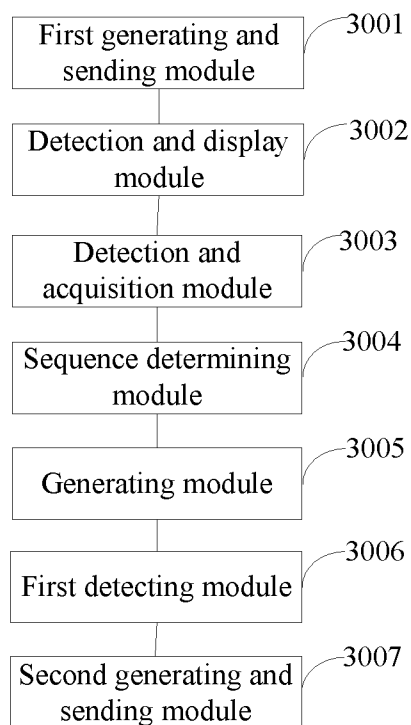 3001
First generating and
sending module
3002
Detection and display
module
3003
Detection and
acquisition module
3004
Sequence determining
module
3005
Generating module
3006
First detecting module
3007
Second generating and
sending module